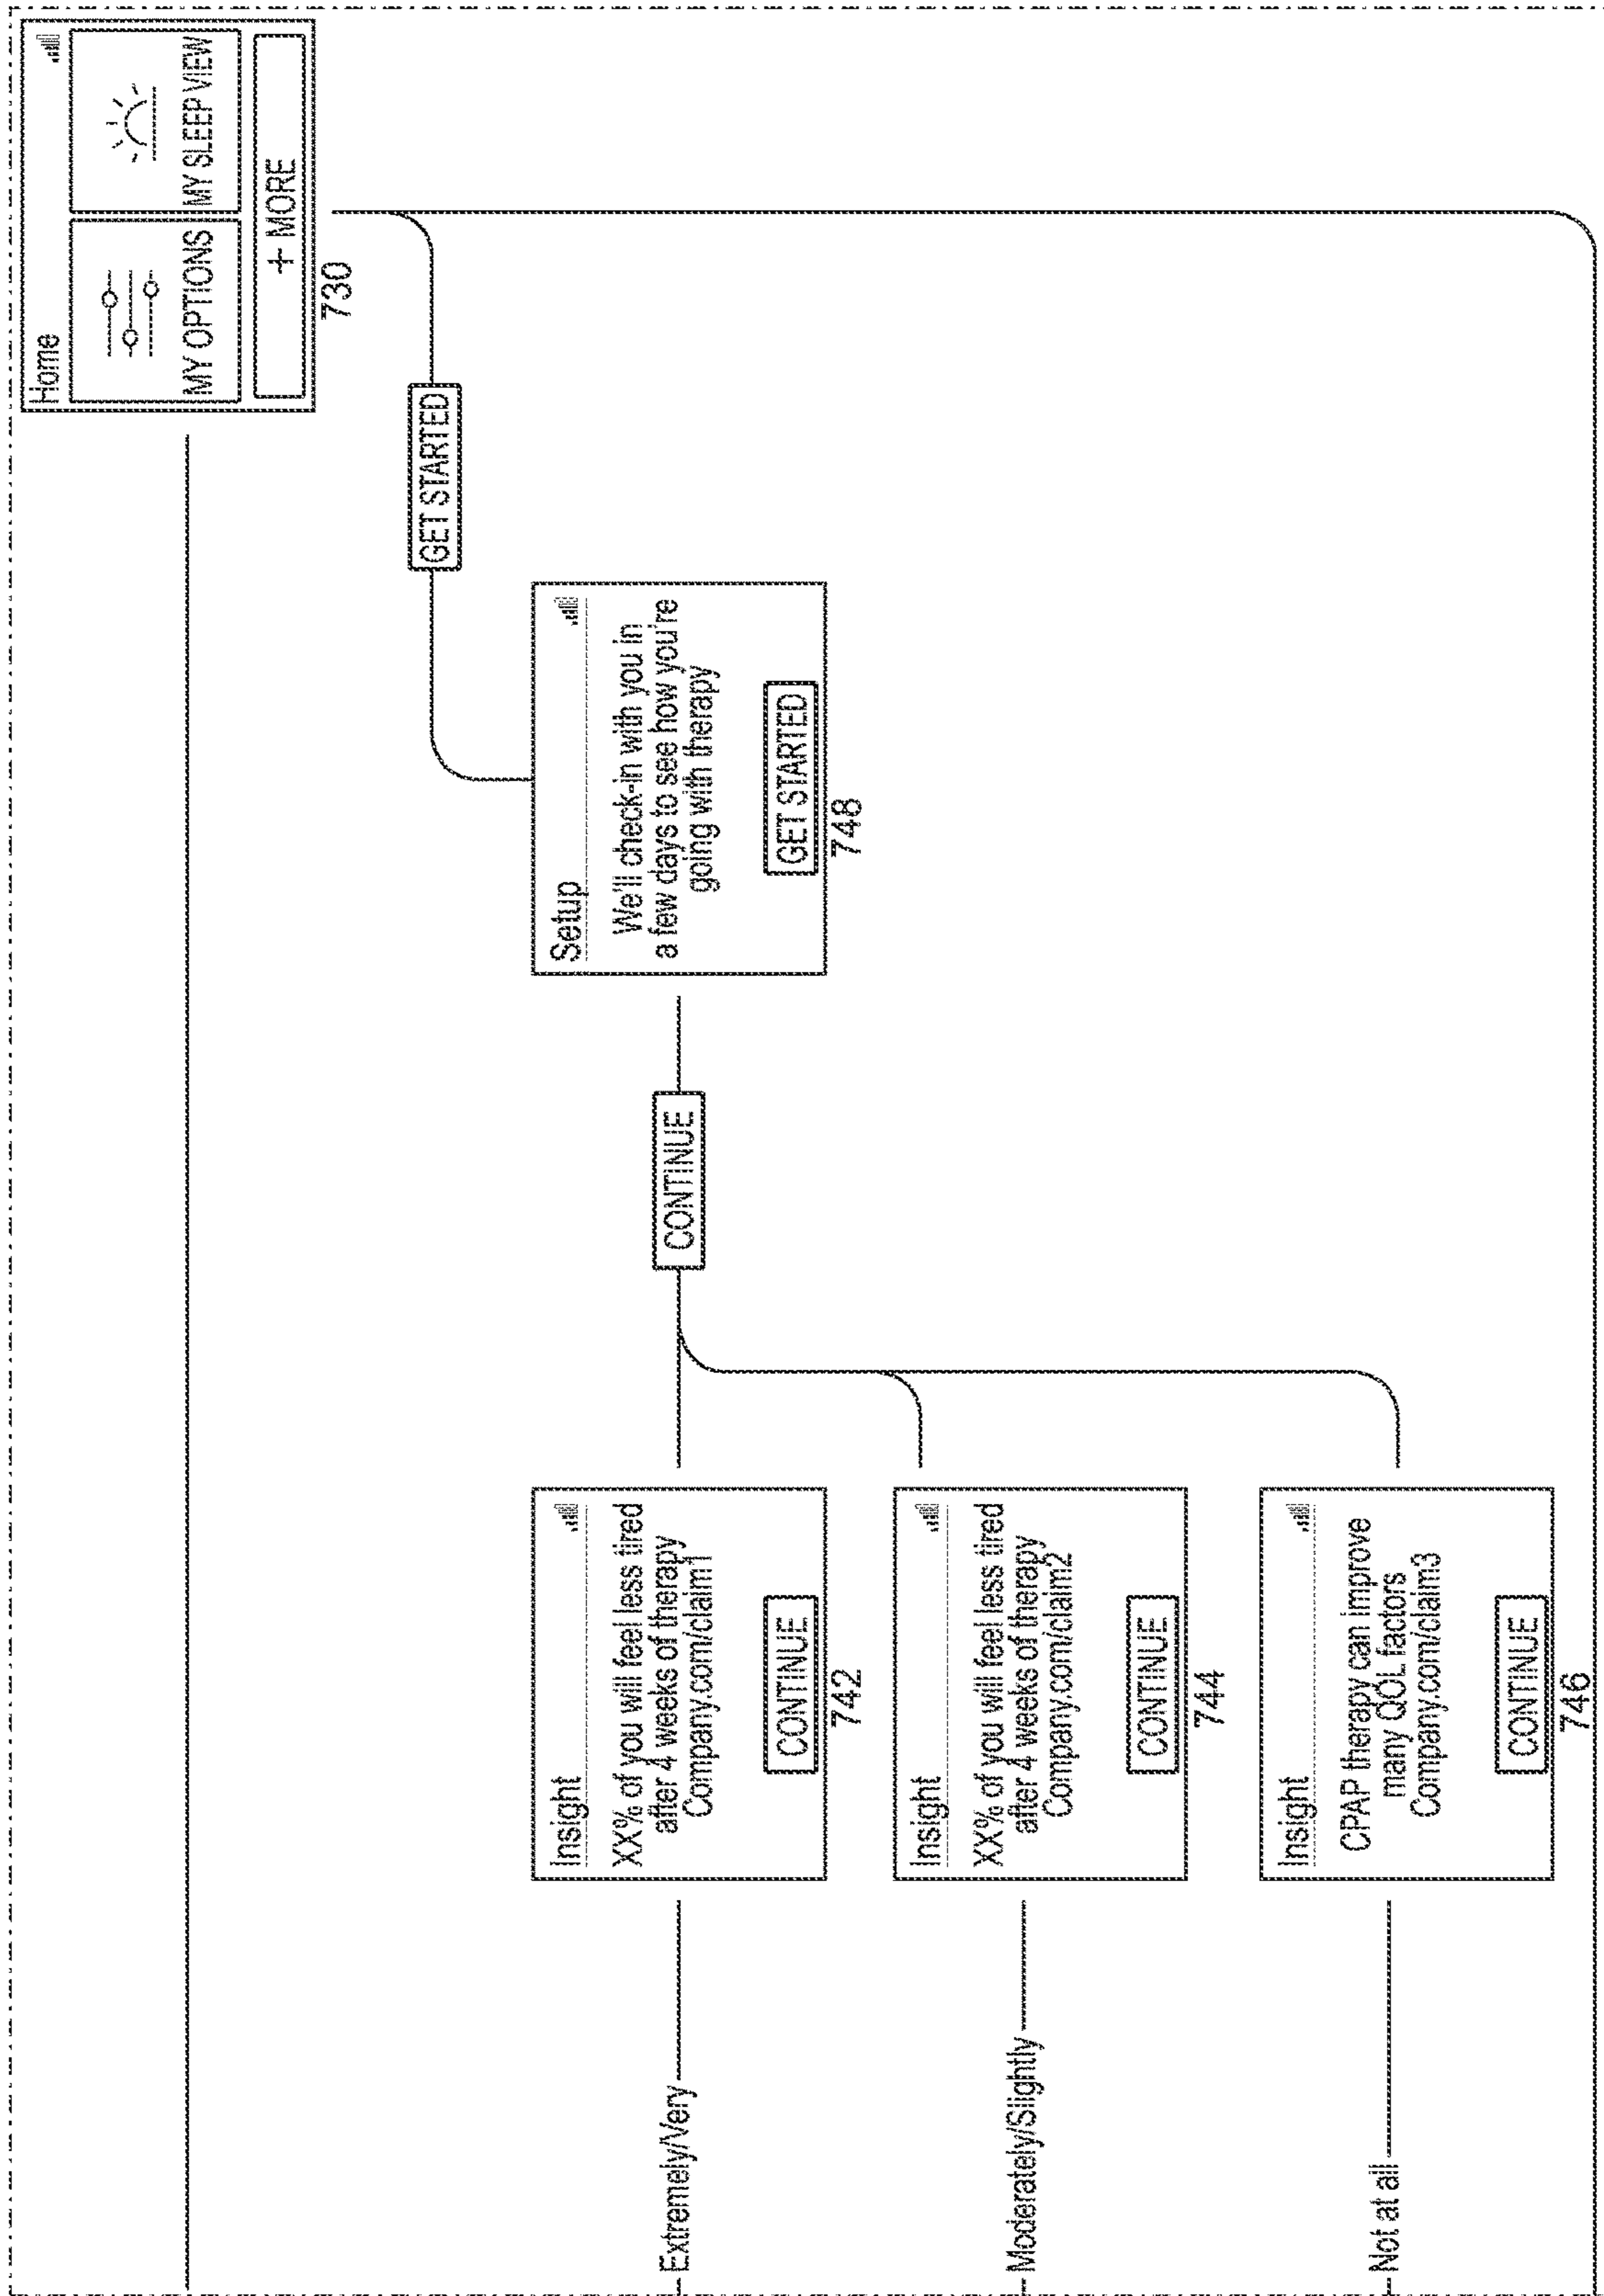 Extremely/Very
Moderately/Slightly
Not at all
Insight
XX% of you will feel less tired
after 4 weeks of therapy
Company.com/claim1
CONTINUE
742
Insight
XX% of you will feel less tired
after 4 weeks of therapy
Company.com/claim2
CONTINUE
744
Insight
CPAP therapy can improve
many QOL factors
Company.com/claim3
CONTINUE
746
CONTINUE
Setup
We'll check-in with you in
a few days to see how you're
going with therapy
GET STARTED
748
GET STARTED
Home
MY OPTIONS
MY SLEEP VIEW
+ MORE
730